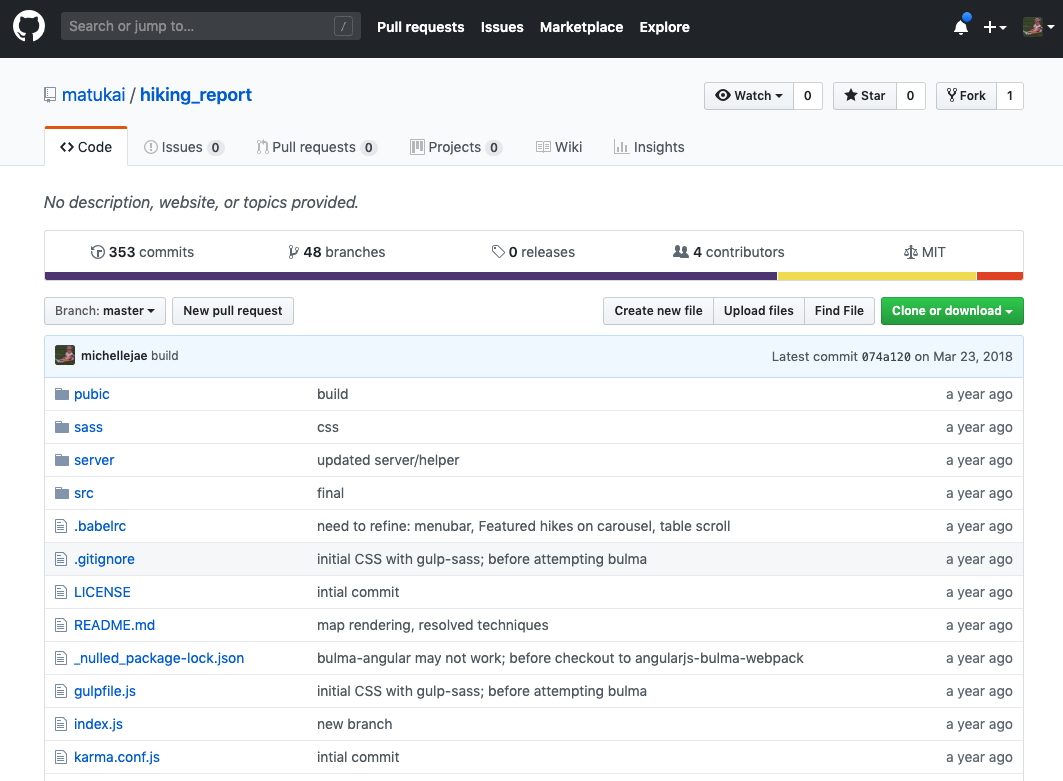 Search or jump to... /
Pull requests Issues Marketplace Explore
matukai / hiking_report
Watch 0 Star 0 Fork 1
Code Issues 0 Pull requests 0 Projects 0 Wiki Insights
No description, website, or topics provided.
353 commits 48 branches 0 releases 4 contributors MIT
Branch: master New pull request Create new file Upload files Find File Clone or download
michellejae build Latest commit 074a120 on Mar 23, 2018
pubic build a year ago
sass css a year ago
server updated server/helper a year ago
src final a year ago
.babelrc need to refine: menubar, Featured hikes on carousel, table scroll a year ago
.gitignore initial CSS with gulp-sass; before attempting bulma a year ago
LICENSE intial commit a year ago
README.md map rendering, resolved techniques a year ago
_nulled_package-lock.json bulma-angular may not work; before checkout to angularjs-bulma-webpack a year ago
gulpfile.js initial CSS with gulp-sass; before attempting bulma a year ago
index.js new branch a year ago
karma.conf.js intial commit a year ago